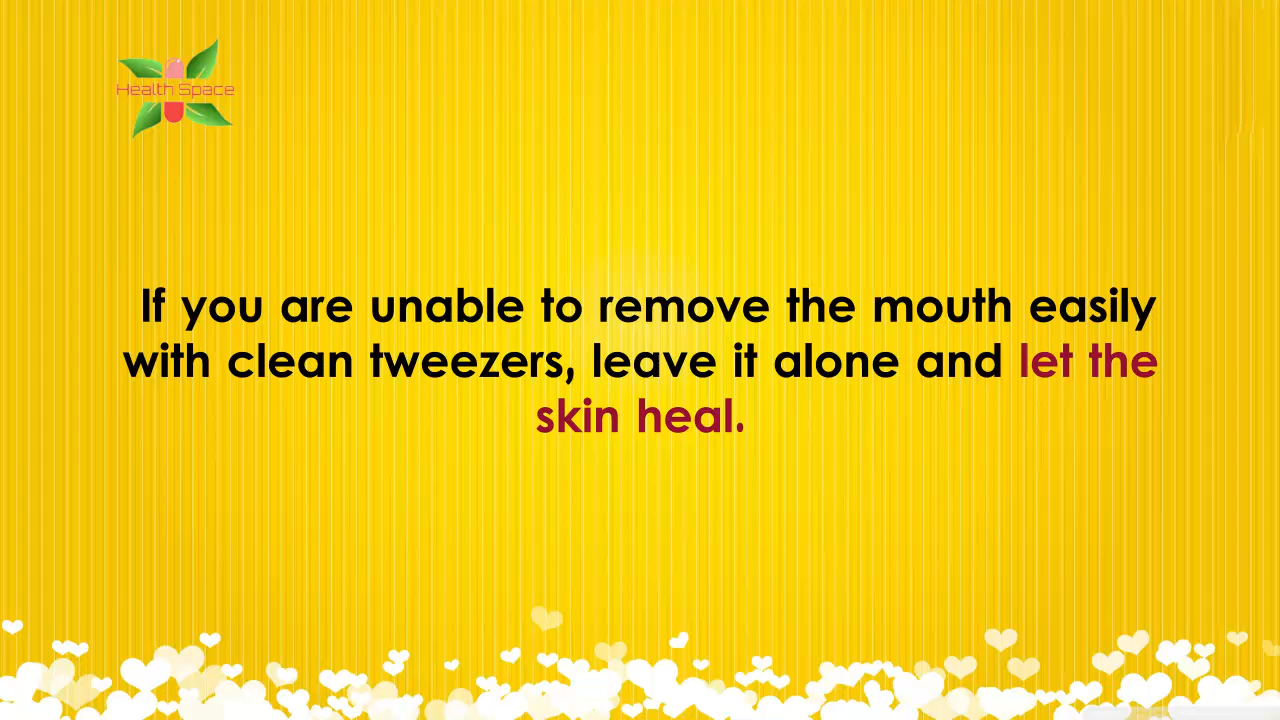 Health Space
If you are unable to remove the mouth easily
with clean tweezers, leave it alone and let the
skin heal.